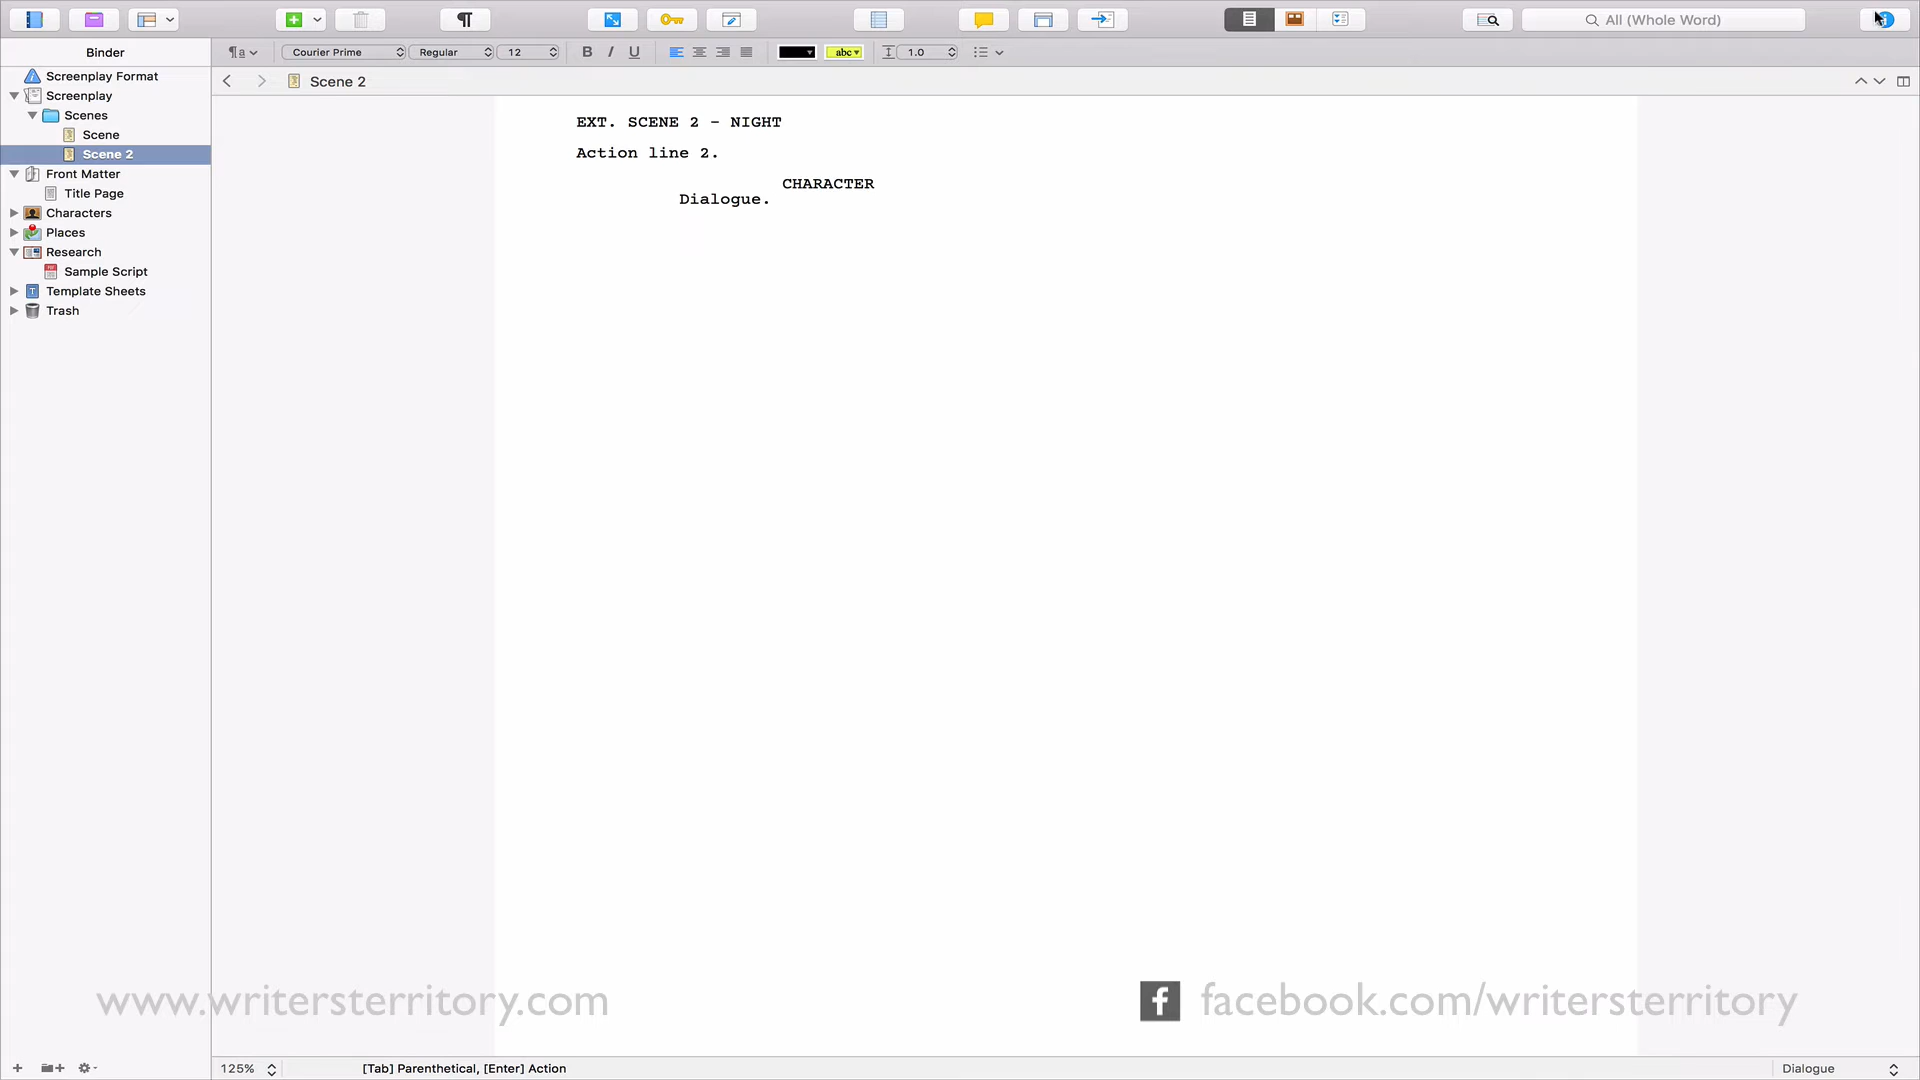 All (Whole Word)
Binder
¶a
Courier Prime
Regular
12
B I U
abc
1.0
Scene 2
Screenplay Format
Screenplay
Scenes
Scene
Scene 2
Front Matter
Title Page
Characters
Places
Research
Sample Script
Template Sheets
Trash
EXT. SCENE 2 – NIGHT
Action line 2.
CHARACTER
Dialogue.
www.writersterritory.com
facebook.com/writersterritory
125%
[Tab] Parenthetical, [Enter] Action
Dialogue